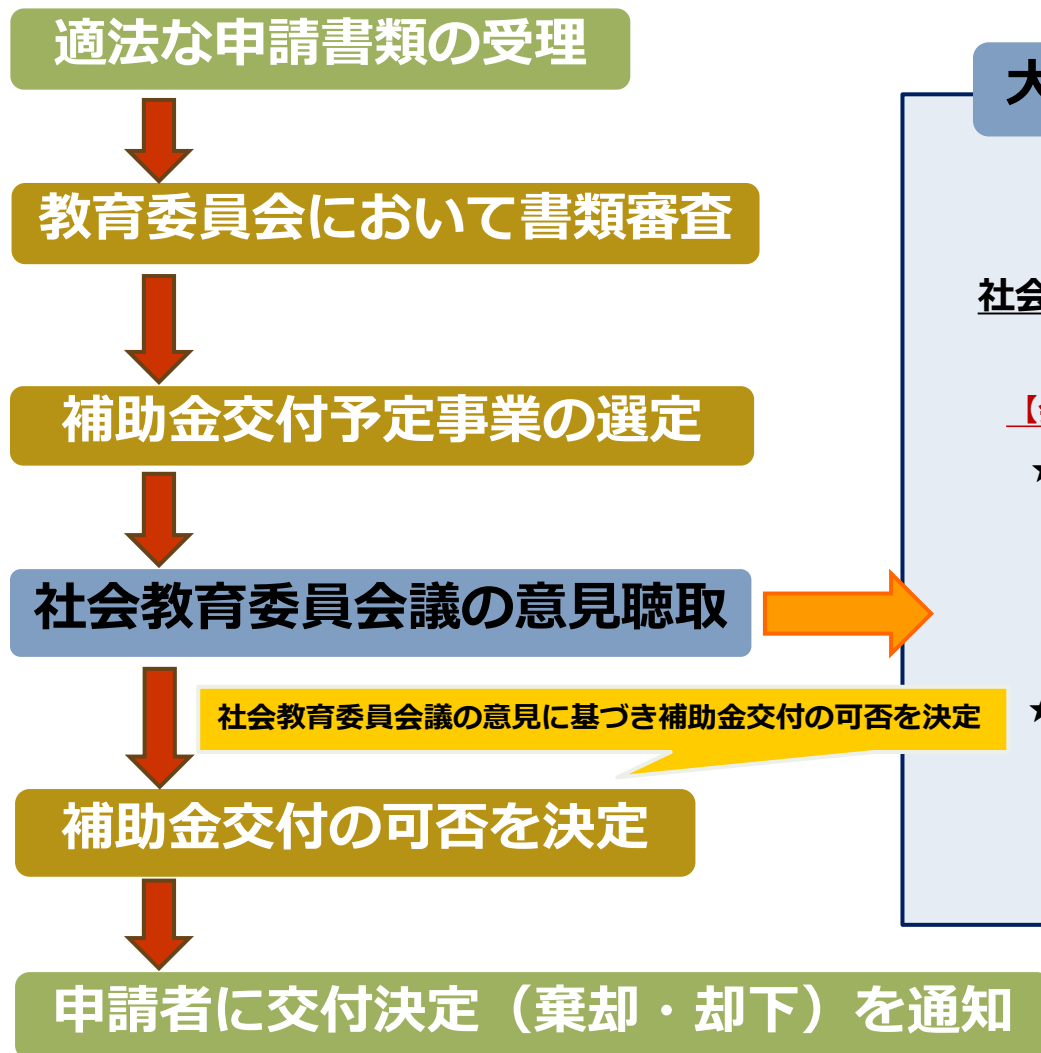 適法な申請書類の受理
教育委員会において書類審査
補助金交付予定事業の選定
社会教育委員会議の意見聴取
社会教育委員会議の意見に基づき補助金交付の可否を決定
補助金交付の可否を決定
申請者に交付決定（棄却・却下）を通知
大
社会
【
★
★